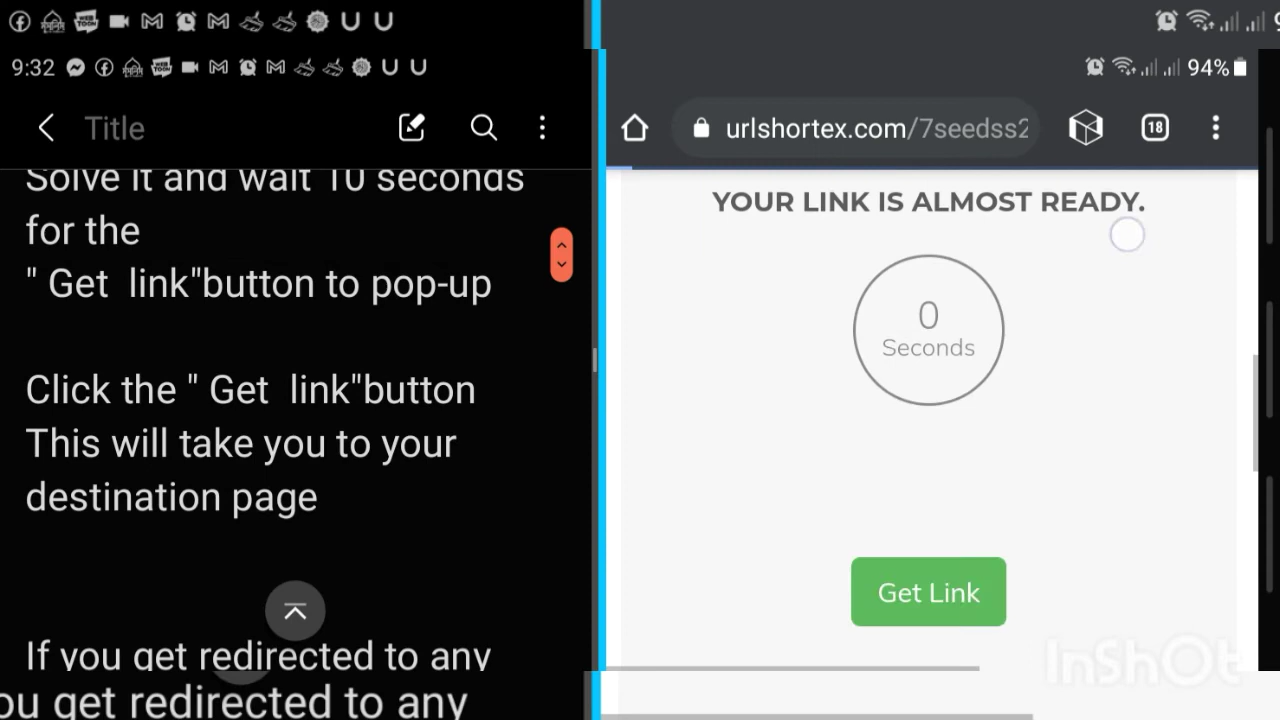 9:32
Title
Solve it and wait 10 seconds
for the
" Get  link"button to pop-up
Click the " Get  link"button
This will take you to your
destination page
If you get redirected to any
ou get redirected to any
94%
urlshortex.com/7seedss2
18
YOUR LINK IS ALMOST READY.
0
Seconds
Get Link
InShOt